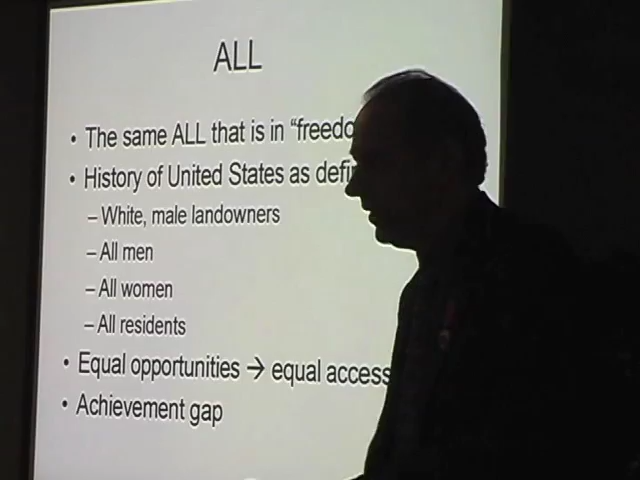 ALL
• The same ALL that is in “freedo
• History of United States as defi
– White, male landowners
– All men
– All women
– All residents
• Equal opportunities → equal access
• Achievement gap